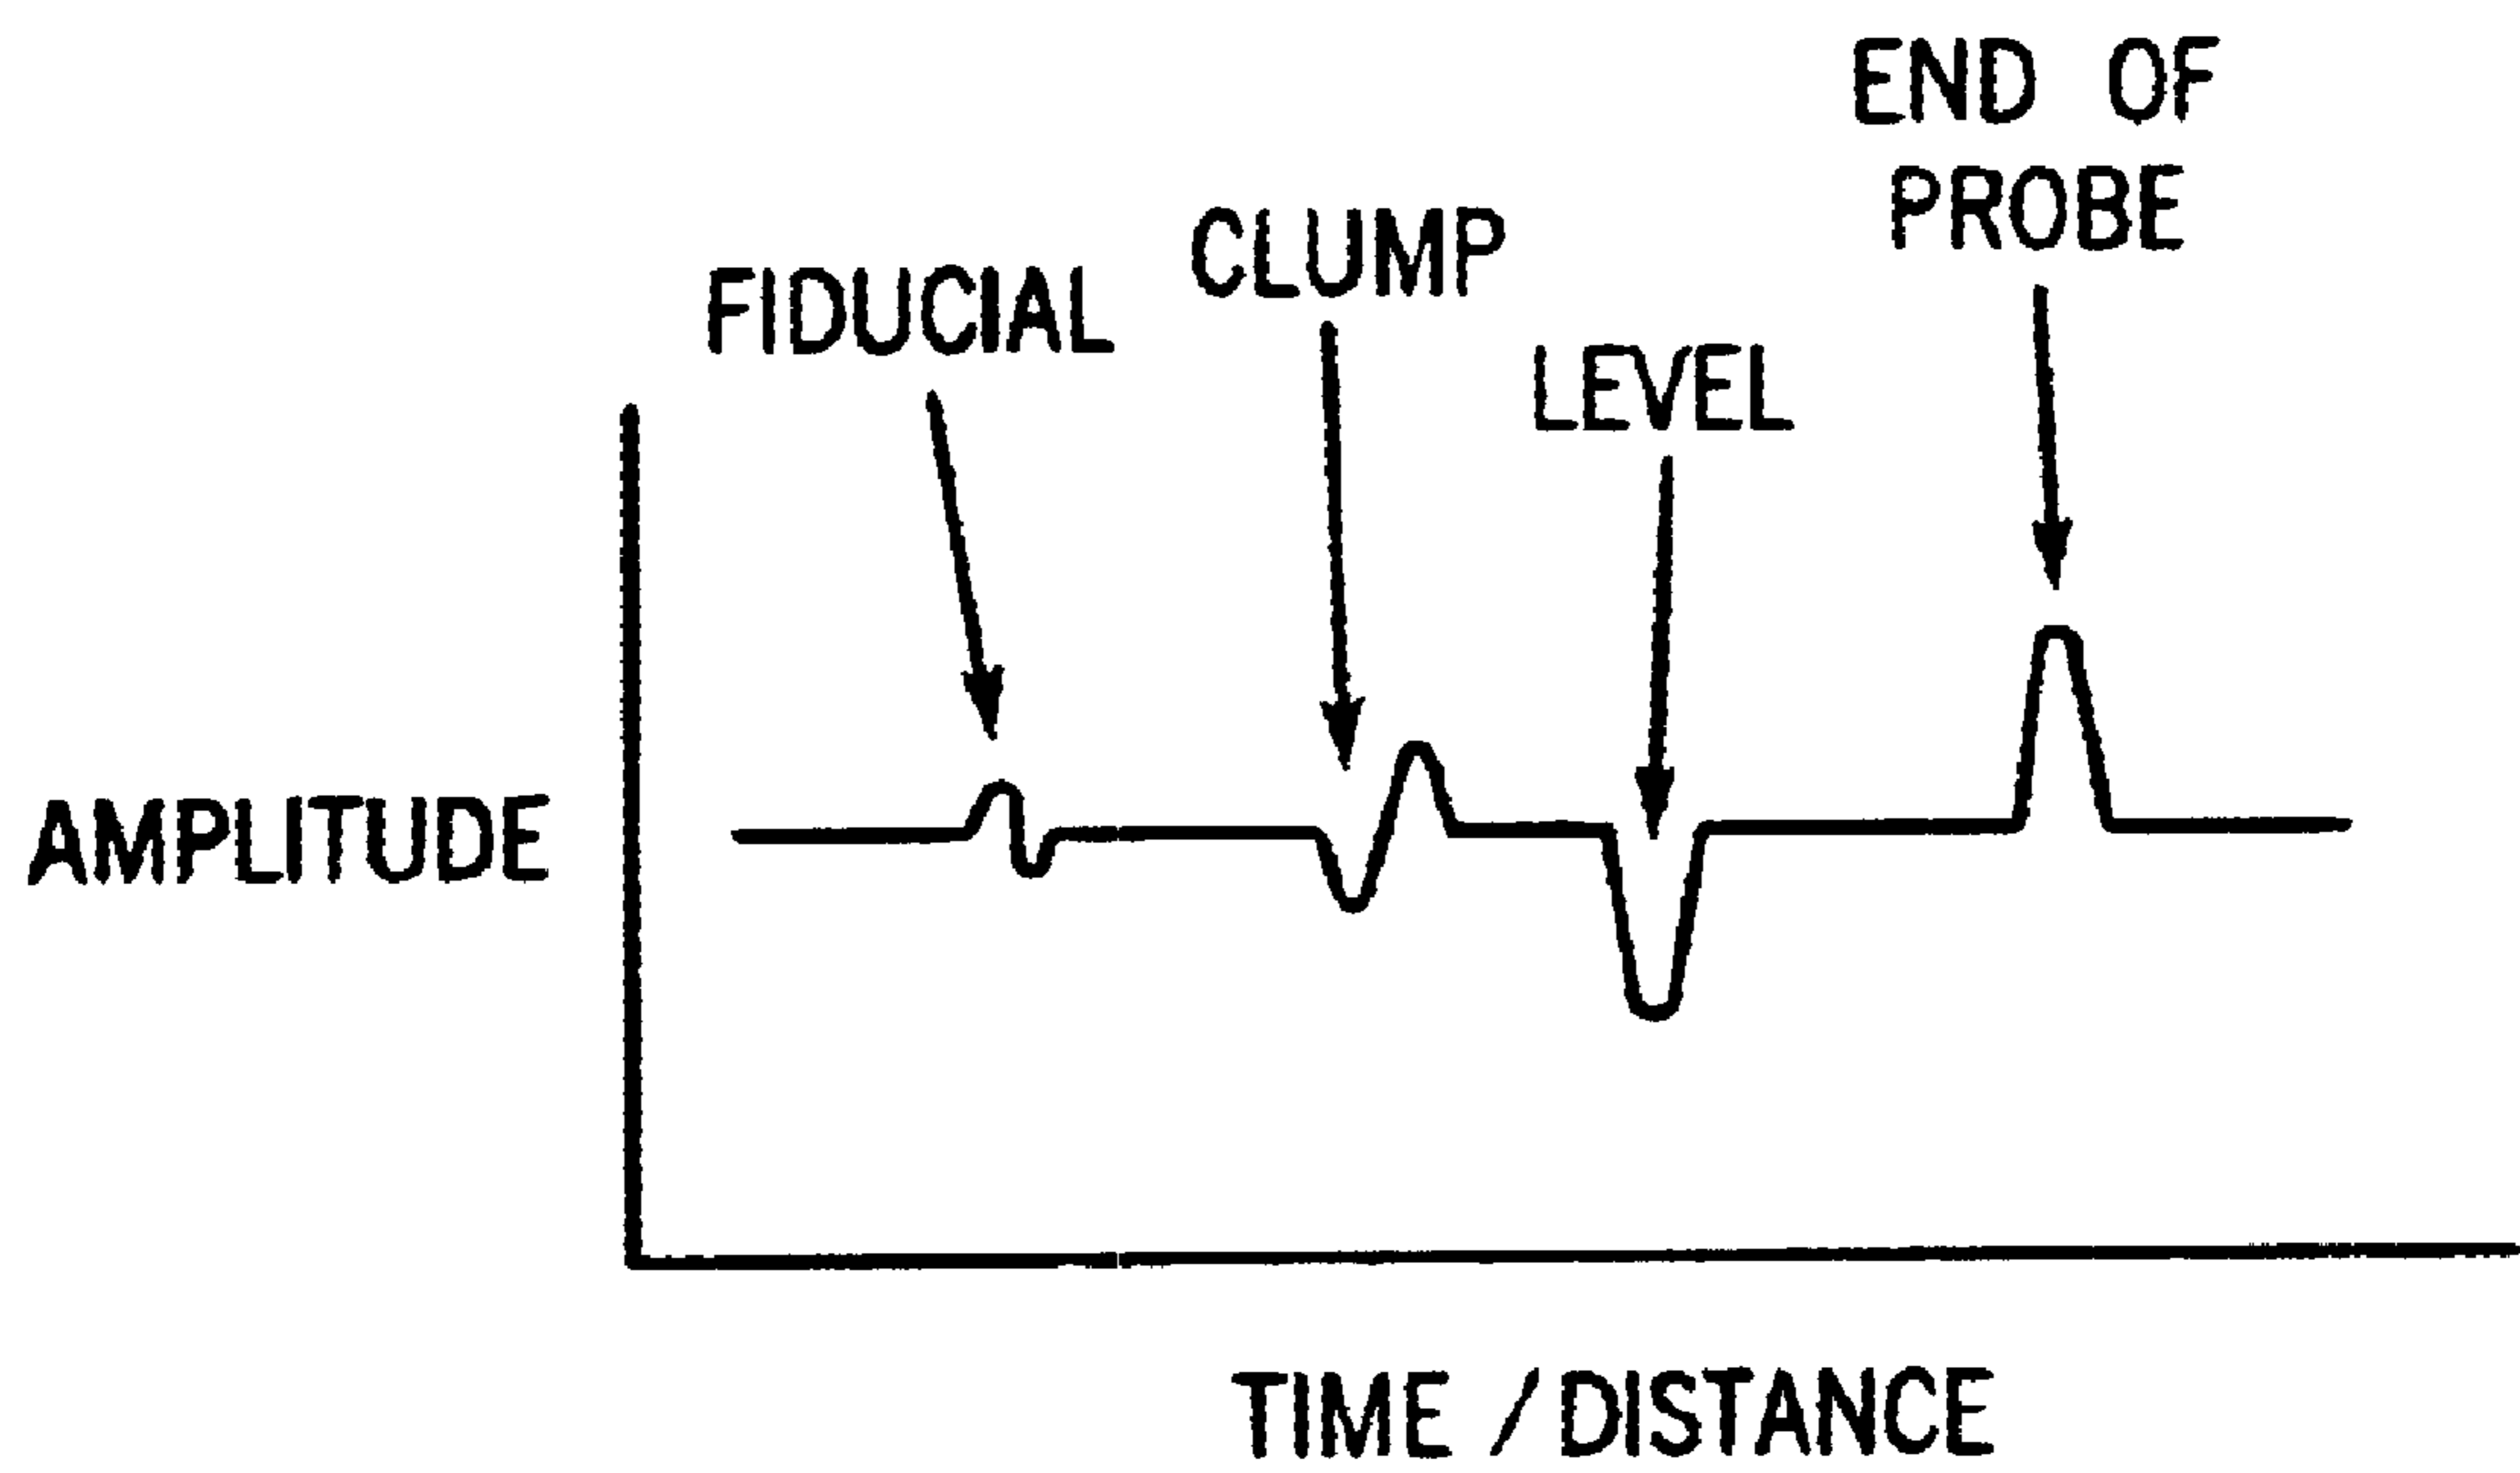 END OF
PROBE
CLUMP
FIDUCIAL
LEVEL
AMPLITUDE
TIME / DISTANCE